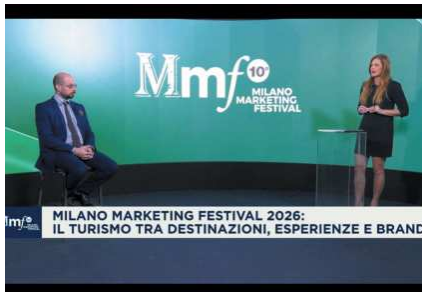 Mmf 10°
MILANO
MARKETING
FESTIVAL
Mmf
MILANO MARKETING FESTIVAL 2026:
IL TURISMO TRA DESTINAZIONI, ESPERIENZE E BRAND